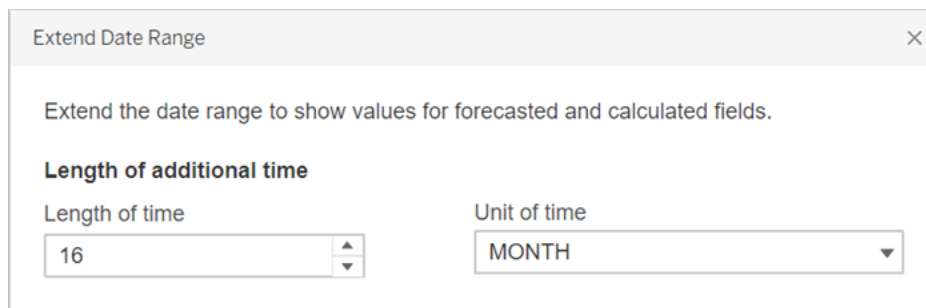 Extend Date Range
Extend the date range to show values for forecasted and calculated fields.
Length of additional time
Length of time
Unit of time
16
MONTH